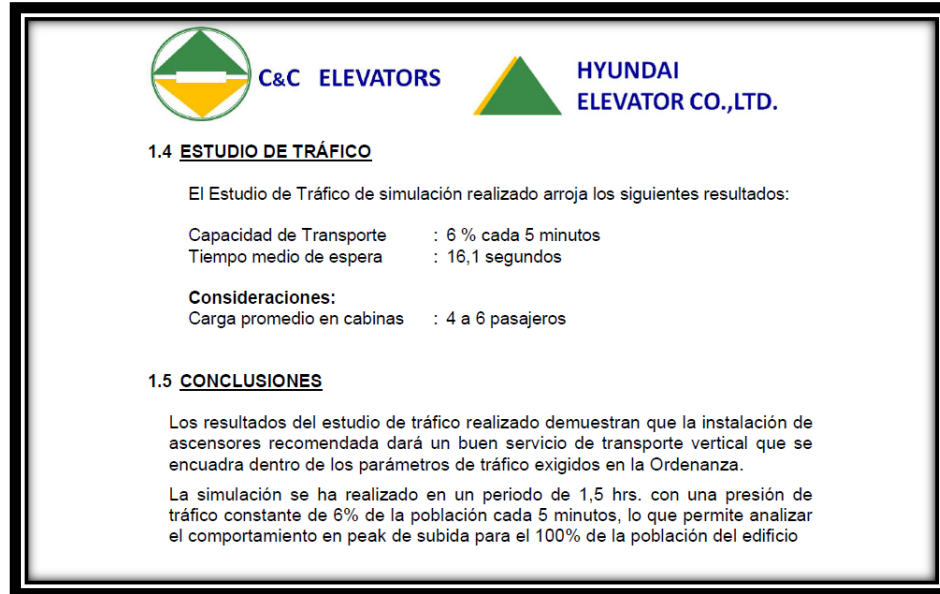 C&C ELEVATORS
HYUNDAI
ELEVATOR CO.,LTD.
1.4 ESTUDIO DE TRÁFICO
El Estudio de Tráfico de simulación realizado arroja los siguientes resultados:
Capacidad de Transporte : 6 % cada 5 minutos
Tiempo medio de espera : 16,1 segundos
Consideraciones:
Carga promedio en cabinas : 4 a 6 pasajeros
1.5 CONCLUSIONES
Los resultados del estudio de tráfico realizado demuestran que la instalación de
ascensores recomendada dará un buen servicio de transporte vertical que se
encuadra dentro de los parámetros de tráfico exigidos en la Ordenanza.
La simulación se ha realizado en un periodo de 1,5 hrs. con una presión de
tráfico constante de 6% de la población cada 5 minutos, lo que permite analizar
el comportamiento en peak de subida para el 100% de la población del edificio